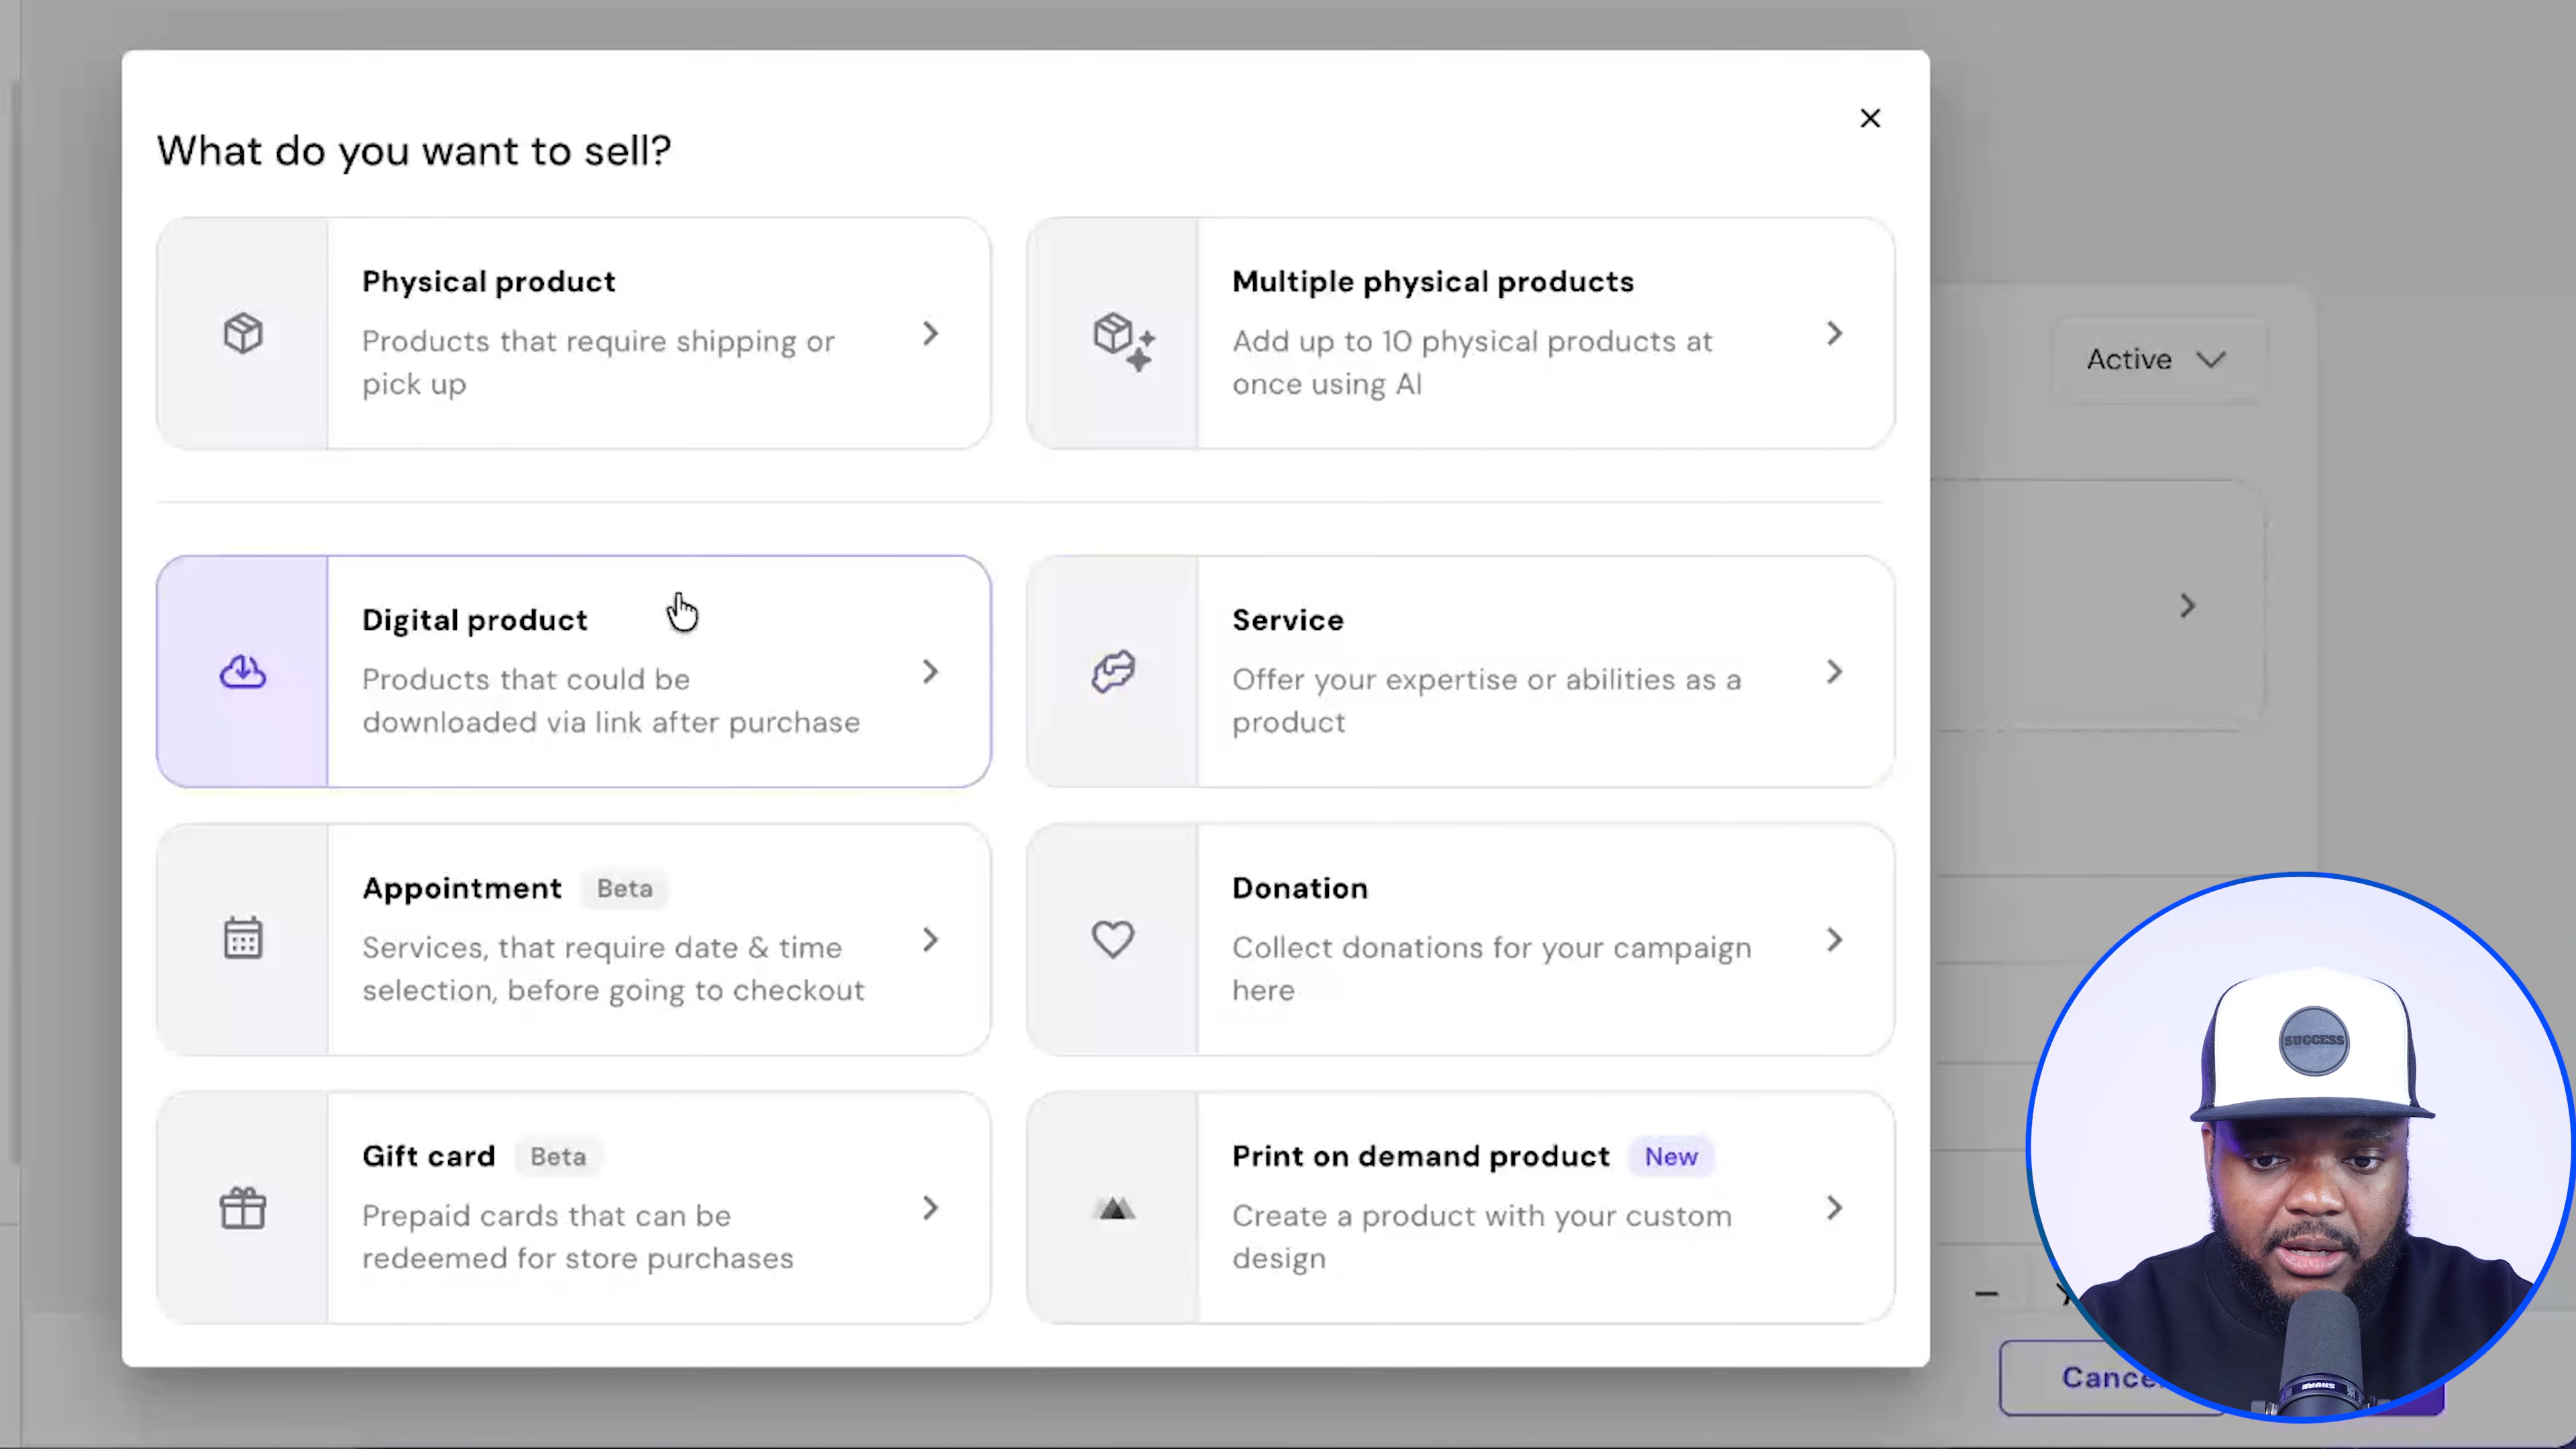 What do you want to sell?
Physical product
Products that require shipping or
pick up
Multiple physical products
Add up to 10 physical products at
once using AI
Active
Digital product
Products that could be
downloaded via link after purchase
Service
Offer your expertise or abilities as a
product
Appointment Beta
Services, that require date & time
selection, before going to checkout
Donation
Collect donations for your campaign
here
Gift card Beta
Prepaid cards that can be
redeemed for store purchases
Print on demand product New
Create a product with your custom
design
SUCCESS
SHURE